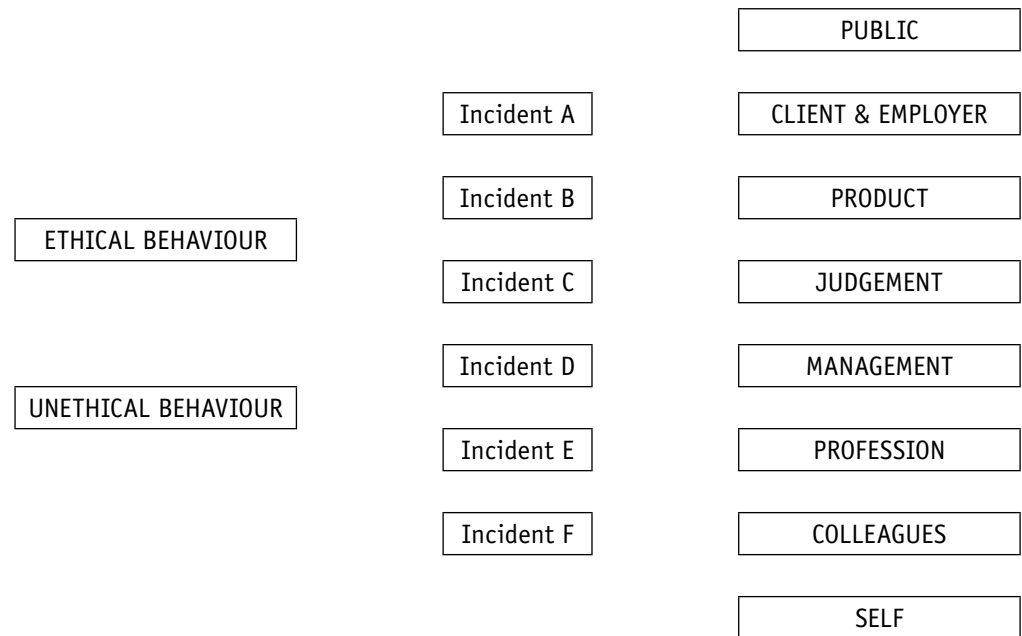 PUBLIC
Incident A
CLIENT & EMPLOYER
Incident B
PRODUCT
ETHICAL BEHAVIOUR
Incident C
JUDGEMENT
Incident D
MANAGEMENT
UNETHICAL BEHAVIOUR
Incident E
PROFESSION
Incident F
COLLEAGUES
SELF